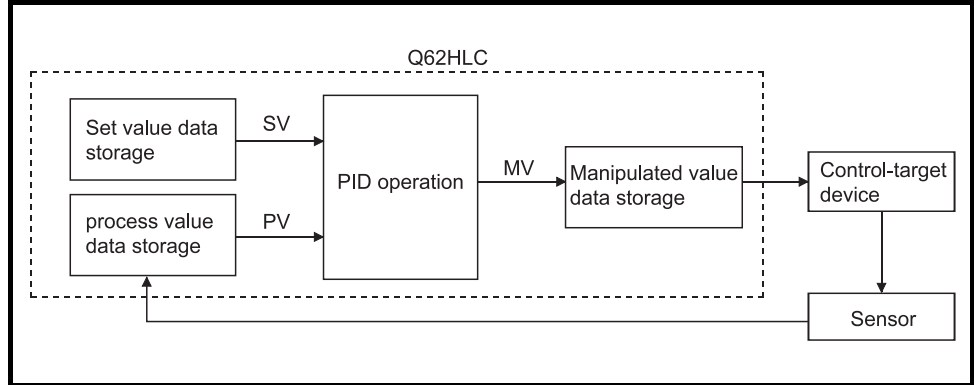 Q62HLC
Set value data
storage
SV
process value
data storage
PV
PID operation
MV
Manipulated value
data storage
Control-target
device
Sensor